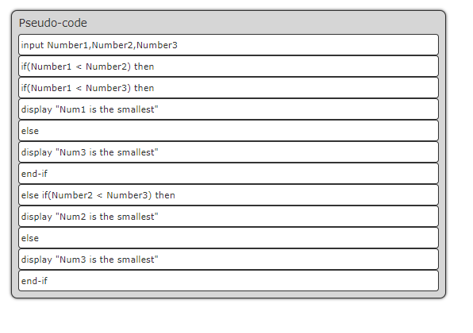 Pseudo-code
input Number1,Number2,Number3
if(Number1 < Number2) then
if(Number1 < Number3) then
display "Num1 is the smallest"
else
display "Num3 is the smallest"
end-if
else if(Number2 < Number3) then
display "Num2 is the smallest"
else
display "Num3 is the smallest"
end-if